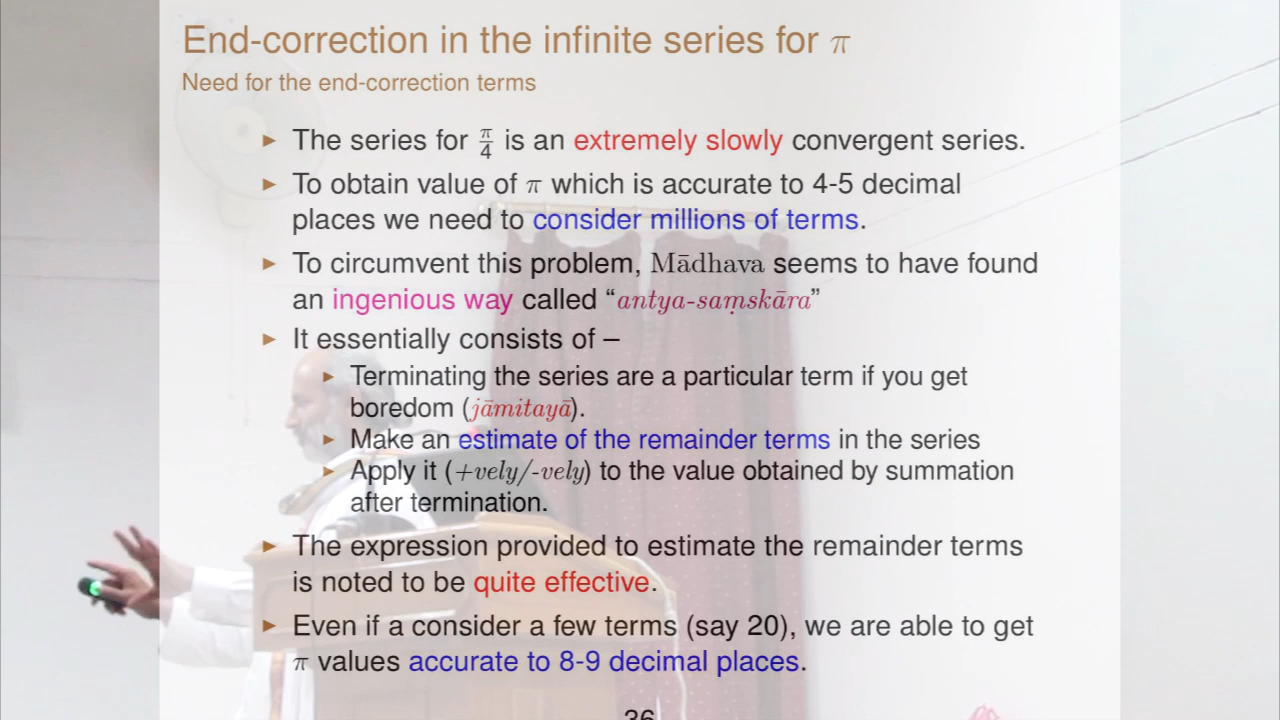 End-correction in the infinite series for π
Need for the end-correction terms
▶ The series for π/4 is an extremely slowly convergent series.
▶ To obtain value of π which is accurate to 4-5 decimal
places we need to consider millions of terms.
▶ To circumvent this problem, Mādhava seems to have found
an ingenious way called “antya-saṃskāra”
▶ It essentially consists of –
▶ Terminating the series are a particular term if you get
boredom (jāmitayā).
▶ Make an estimate of the remainder terms in the series
▶ Apply it (+vely/-vely) to the value obtained by summation
after termination.
▶ The expression provided to estimate the remainder terms
is noted to be quite effective.
▶ Even if a consider a few terms (say 20), we are able to get
π values accurate to 8-9 decimal places.
36